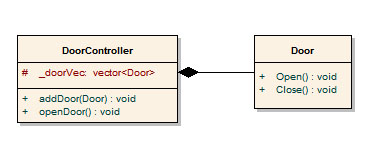 DoorController
# _doorVec: vector<Door>
+ addDoor(Door) : void
+ openDoor() : void
Door
+ Open() : void
+ Close() : void